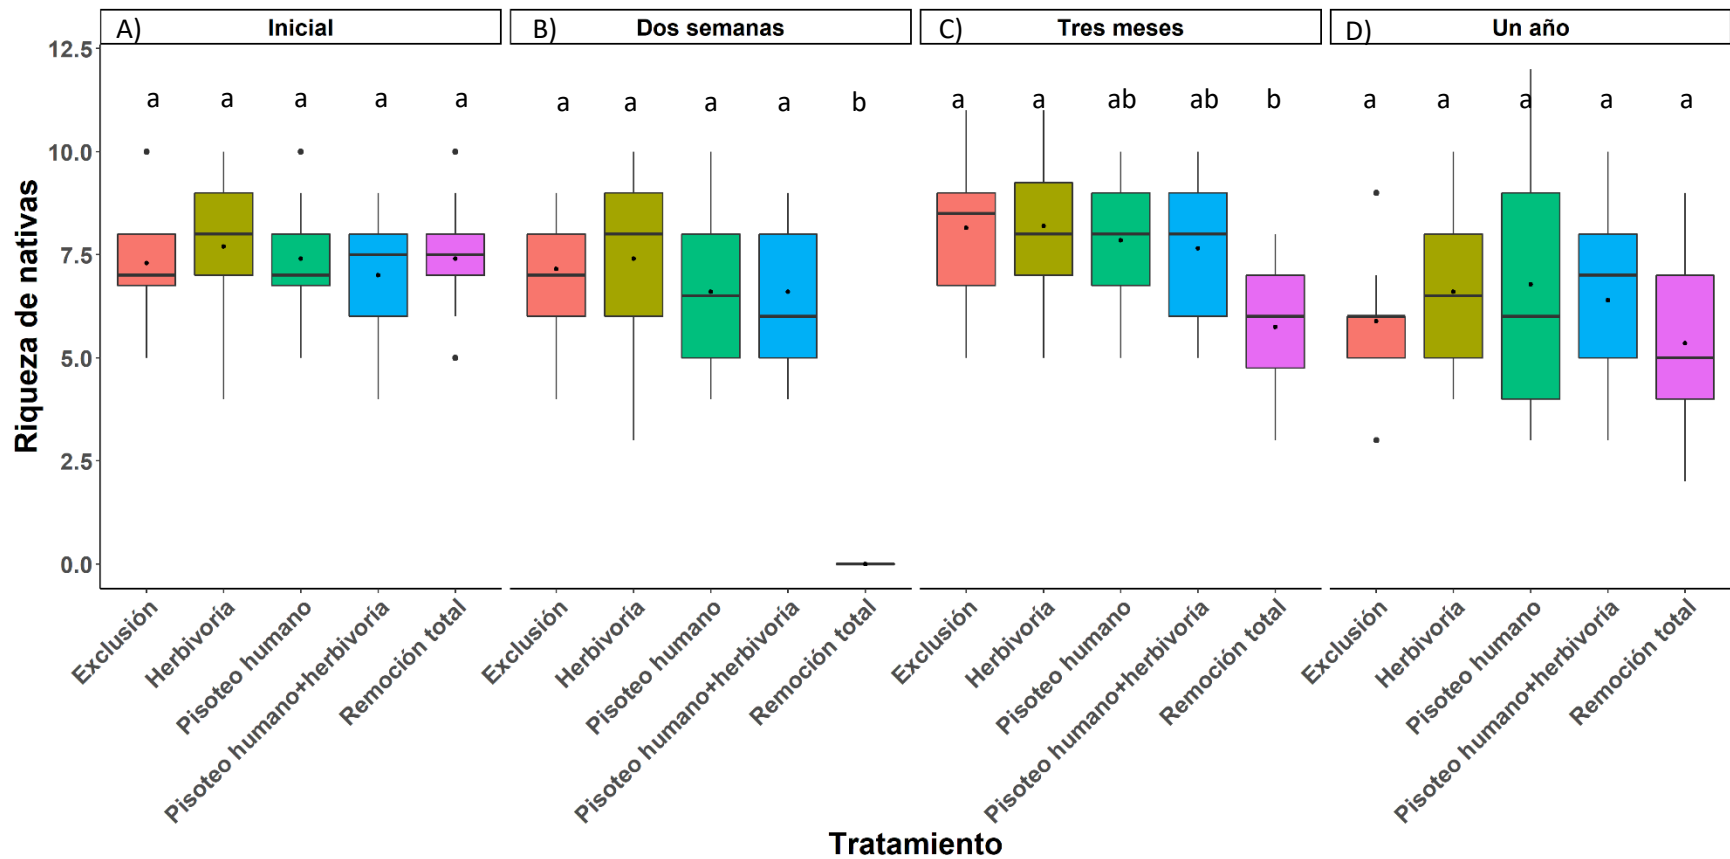 A) Inicial
B) Dos semanas
C) Tres meses
D) Un año
Riqueza de nativas
12.5
10.0
7.5
5.0
2.5
0.0
a a a a a
a a a a b
a a ab ab b
a a a a a
Exclusión
Herbivoría
Pisoteo humano
Pisoteo humano+herbivoría
Remoción total
Exclusión
Herbivoría
Pisoteo humano
Pisoteo humano+herbivoría
Remoción total
Exclusión
Herbivoría
Pisoteo humano
Pisoteo humano+herbivoría
Remoción total
Exclusión
Herbivoría
Pisoteo humano
Pisoteo humano+herbivoría
Remoción total
Tratamiento